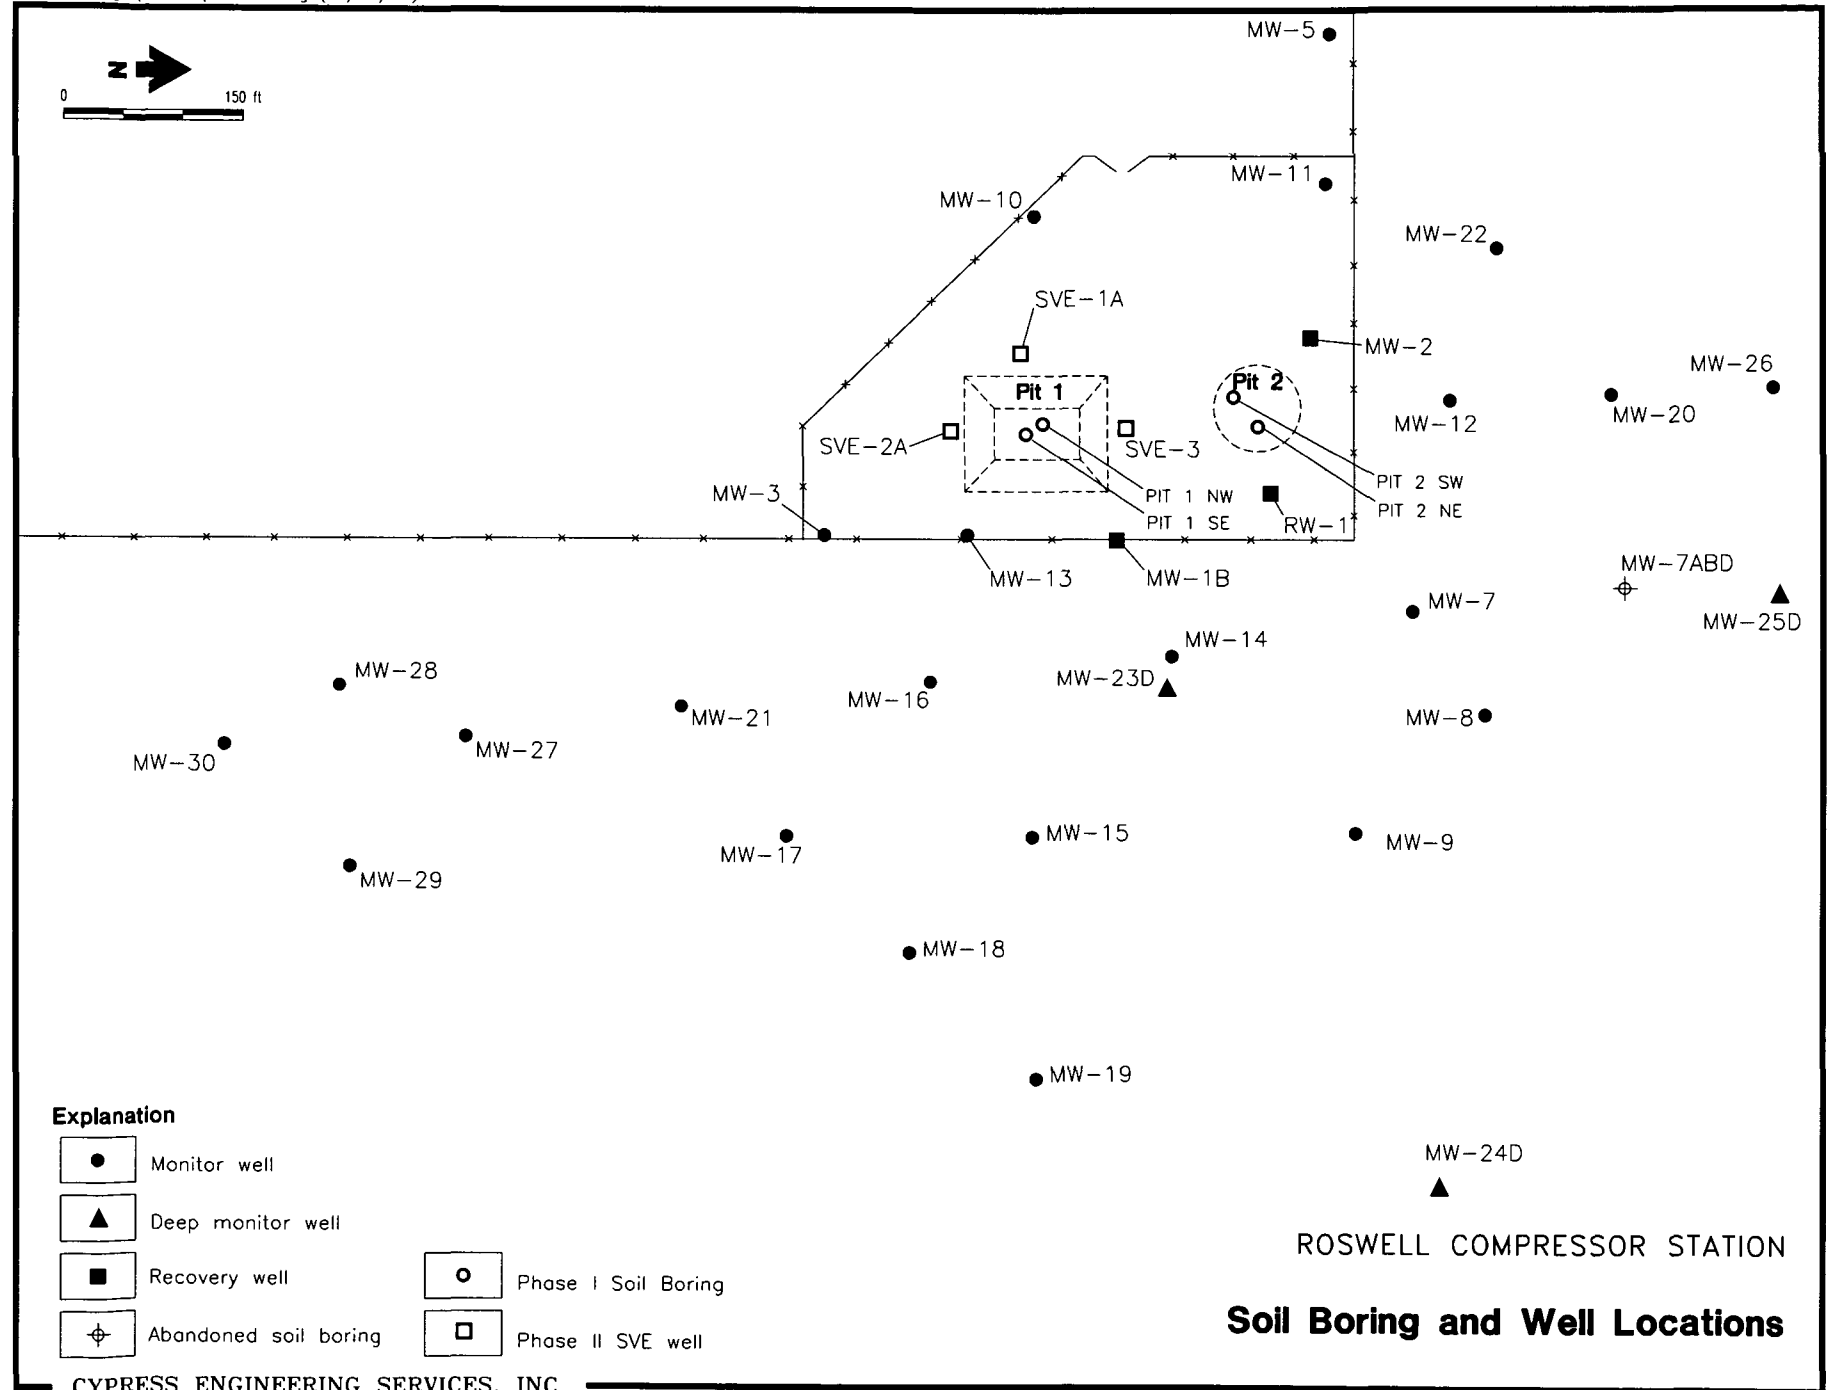 MW-5
N
0 150 ft
MW-11
MW-10
MW-22
SVE-1A
MW-2
MW-26
Pit 1
Pit 2
MW-20
MW-12
SVE-2A
SVE-3
PIT 2 SW
MW-3
PIT 1 NW
PIT 2 NE
PIT 1 SE
RW-1
MW-7ABD
MW-13
MW-1B
MW-7
MW-25D
MW-14
MW-28
MW-23D
MW-16
MW-21
MW-8
MW-27
MW-30
MW-15
MW-9
MW-17
MW-29
MW-18
MW-19
Explanation
Monitor well
Deep monitor well
Recovery well
Abandoned soil boring
Phase I Soil Boring
Phase II SVE well
MW-24D
ROSWELL COMPRESSOR STATION
Soil Boring and Well Locations
CYPRESS ENGINEERING SERVICES, INC